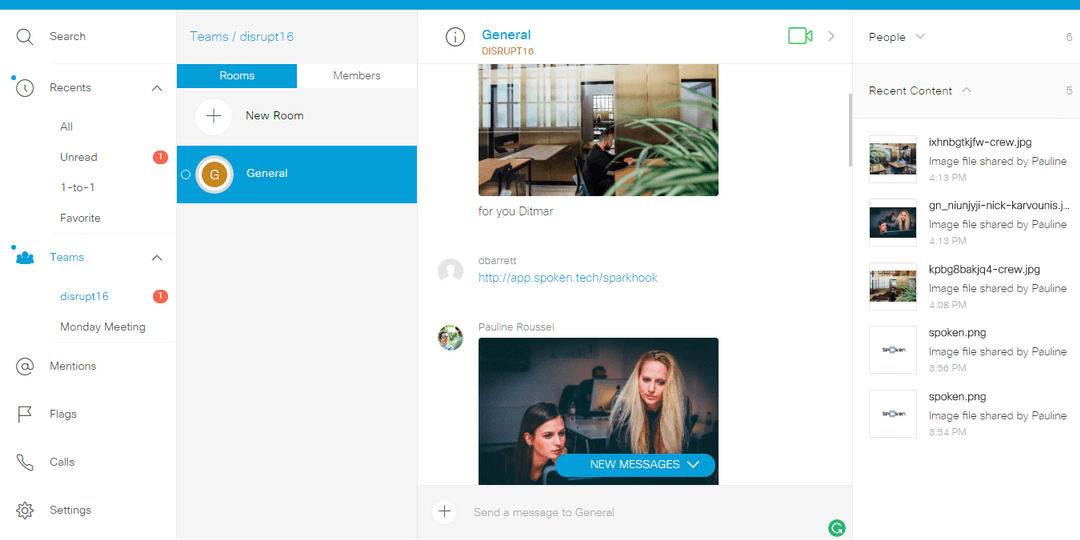 Search
Recents
All
Unread 1
1-to-1
Unread
Favorite
Teams
disrupt16 1
Monday Meeting
Mentions
Flags
Calls
Settings
Teams / disrupt16
Rooms Members
New Room
G General
General
DISRUPT16
for you Ditmar
dbarrett
http://app.spoken.tech/sparkhook
Pauline Roussel
NEW MESSAGES
Send a message to General
People 6
Recent Content 5
ixhnbgtkjfw-crew.jpg
Image file shared by Pauline
4:13 PM
gn_niunjyji-nick-karvounis.j...
Image file shared by Pauline
4:13 PM
kpbg8bakjq4-crew.jpg
Image file shared by Pauline
4:08 PM
Spoken
spoken.png
Image file shared by Pauline
3:56 PM
Spoken
spoken.png
Image file shared by Pauline
3:54 PM